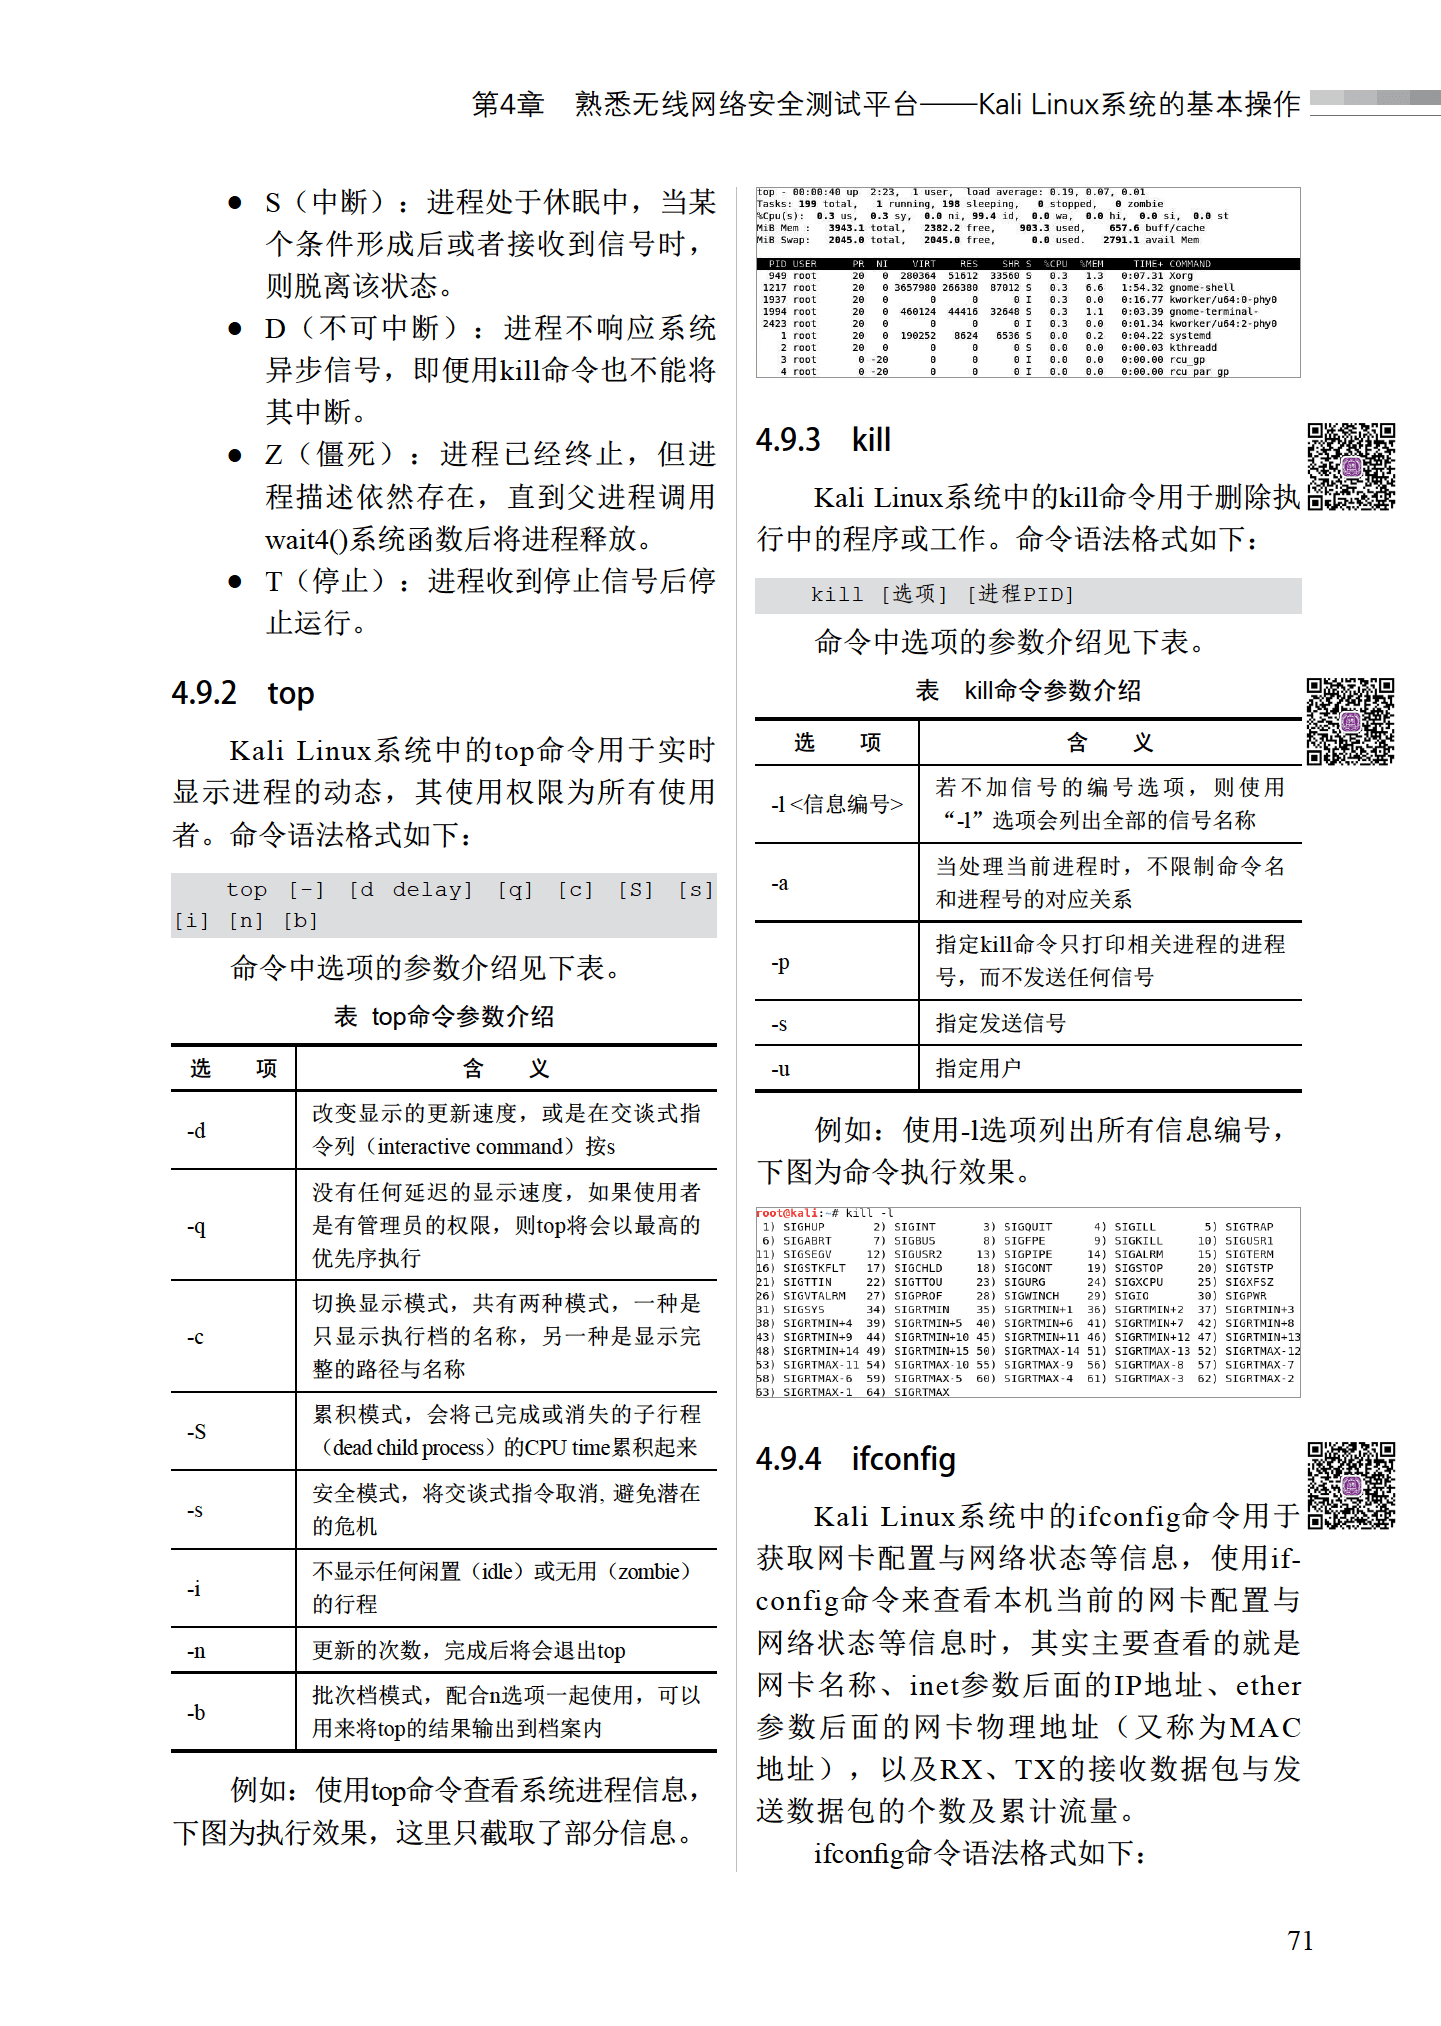 第4章　熟悉无线网络安全测试平台——Kali Linux系统的基本操作
● S（中断）：进程处于休眠中，当某
个条件形成后或者接收到信号时，
则脱离该状态。
● D（不可中断）：进程不响应系统
异步信号，即便用kill命令也不能将
其中断。
● Z（僵死）：进程已经终止，但进
程描述依然存在，直到父进程调用
wait4()系统函数后将进程释放。
● T（停止）：进程收到停止信号后停
止运行。
4.9.2　top
Kali Linux系统中的top命令用于实时
显示进程的动态，其使用权限为所有使用
者。命令语法格式如下：
top [-] [d delay] [q] [c] [S] [s]
[i] [n] [b]
命令中选项的参数介绍见下表。
表 top命令参数介绍
选　项　含　义
-d　改变显示的更新速度，或是在交谈式指
令列（interactive command）按s
-q　没有任何延迟的显示速度，如果使用者
是有管理员的权限，则top将会以最高的
优先序执行
-c　切换显示模式，共有两种模式，一种是
只显示执行档的名称，另一种是显示完
整的路径与名称
-S　累积模式，会将己完成或消失的子行程
（dead child process）的CPU time累积起来
-s　安全模式，将交谈式指令取消, 避免潜在
的危机
-i　不显示任何闲置（idle）或无用（zombie）
的行程
-n　更新的次数，完成后将会退出top
-b　批次档模式，配合n选项一起使用，可以
用来将top的结果输出到档案内
例如：使用top命令查看系统进程信息，
下图为执行效果，这里只截取了部分信息。
top - 00:00:40 up  2:23,  1 user,  load average: 0.19, 0.07, 0.01
Tasks: 199 total,   1 running, 198 sleeping,   0 stopped,   0 zombie
%Cpu(s):  0.3 us,  0.3 sy,  0.0 ni, 99.4 id,  0.0 wa,  0.0 hi,  0.0 si,  0.0 st
MiB Mem :   3943.1 total,   2382.2 free,    903.3 used,    657.6 buff/cache
MiB Swap:   2045.0 total,   2045.0 free,      0.0 used.   2791.1 avail Mem
PID USER      PR  NI    VIRT    RES    SHR S  %CPU  %MEM     TIME+ COMMAND
949 root      20   0  280364  51612  33560 S   0.3   1.3   0:07.31 Xorg
1217 root      20   0 3657980 266380  87012 S   0.3   6.6   1:54.32 gnome-shell
1937 root      20   0       0      0      0 I   0.3   0.0   0:16.77 kworker/u64:0-phy0
1994 root      20   0  460124  44416  32648 S   0.3   1.1   0:03.39 gnome-terminal-
2423 root      20   0       0      0      0 I   0.3   0.0   0:01.34 kworker/u64:2-phy0
1 root      20   0  190252   8624   6536 S   0.0   0.2   0:04.22 systemd
2 root      20   0       0      0      0 S   0.0   0.0   0:00.03 kthreadd
3 root       0 -20       0      0      0 I   0.0   0.0   0:00.00 rcu_gp
4 root       0 -20       0      0      0 I   0.0   0.0   0:00.00 rcu_par_gp
4.9.3　kill
Kali Linux系统中的kill命令用于删除执
行中的程序或工作。命令语法格式如下：
kill [选项] [进程PID]
命令中选项的参数介绍见下表。
表　kill命令参数介绍
选　项　含　义
-l <信息编号>　若不加信号的编号选项，则使用
“-l”选项会列出全部的信号名称
-a　当处理当前进程时，不限制命令名
和进程号的对应关系
-p　指定kill命令只打印相关进程的进程
号，而不发送任何信号
-s　指定发送信号
-u　指定用户
例如：使用-l选项列出所有信息编号，
下图为命令执行效果。
root@kali:~# kill -l
1) SIGHUP       2) SIGINT       3) SIGQUIT      4) SIGILL       5) SIGTRAP
6) SIGABRT      7) SIGBUS       8) SIGFPE       9) SIGKILL     10) SIGUSR1
11) SIGSEGV     12) SIGUSR2     13) SIGPIPE     14) SIGALRM     15) SIGTERM
16) SIGSTKFLT   17) SIGCHLD     18) SIGCONT     19) SIGSTOP     20) SIGTSTP
21) SIGTTIN     22) SIGTTOU     23) SIGURG      24) SIGXCPU     25) SIGXFSZ
26) SIGVTALRM   27) SIGPROF     28) SIGWINCH    29) SIGIO       30) SIGPWR
31) SIGSYS      34) SIGRTMIN    35) SIGRTMIN+1  36) SIGRTMIN+2  37) SIGRTMIN+3
38) SIGRTMIN+4  39) SIGRTMIN+5  40) SIGRTMIN+6  41) SIGRTMIN+7  42) SIGRTMIN+8
43) SIGRTMIN+9  44) SIGRTMIN+10 45) SIGRTMIN+11 46) SIGRTMIN+12 47) SIGRTMIN+13
48) SIGRTMIN+14 49) SIGRTMIN+15 50) SIGRTMAX-14 51) SIGRTMAX-13 52) SIGRTMAX-12
53) SIGRTMAX-11 54) SIGRTMAX-10 55) SIGRTMAX-9  56) SIGRTMAX-8  57) SIGRTMAX-7
58) SIGRTMAX-6  59) SIGRTMAX-5  60) SIGRTMAX-4  61) SIGRTMAX-3  62) SIGRTMAX-2
63) SIGRTMAX-1  64) SIGRTMAX
4.9.4　ifconfig
Kali Linux系统中的ifconfig命令用于
获取网卡配置与网络状态等信息，使用if-
config命令来查看本机当前的网卡配置与
网络状态等信息时，其实主要查看的就是
网卡名称、inet参数后面的IP地址、ether
参数后面的网卡物理地址（又称为MAC
地址），以及RX、TX的接收数据包与发
送数据包的个数及累计流量。
ifconfig命令语法格式如下：
71